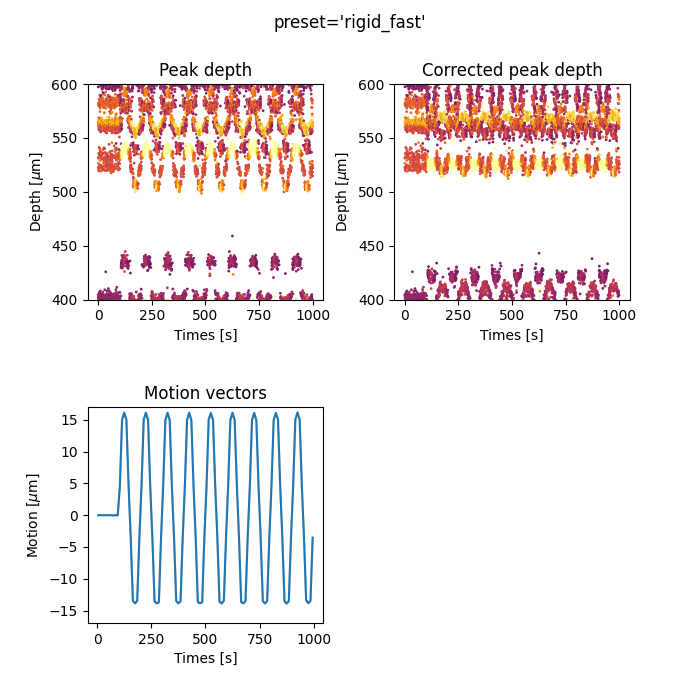 preset='rigid_fast'
Peak depth
Corrected peak depth
600
550
500
450
400
Depth [μm]
0 250 500 750 1000
Times [s]
600
550
500
450
400
Depth [μm]
0 250 500 750 1000
Times [s]
Motion vectors
15
10
5
0
−5
−10
−15
Motion [μm]
0 250 500 750 1000
Times [s]